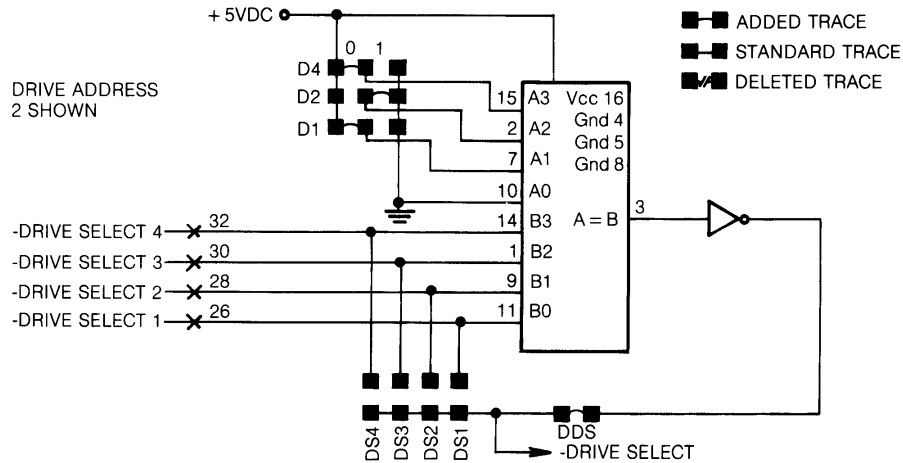 + 5VDC
0 1
D4
D2
D1
DRIVE ADDRESS
2 SHOWN
ADDED TRACE
STANDARD TRACE
DELETED TRACE
15 A3 Vcc 16
Gnd 4
2 A2 Gnd 5
7 A1 Gnd 8
10 A0
14 B3 A = B 3
1 B2
9 B1
11 B0
-DRIVE SELECT 4 32
-DRIVE SELECT 3 30
-DRIVE SELECT 2 28
-DRIVE SELECT 1 26
DS4
DS3
DS2
DS1
DDS
-DRIVE SELECT